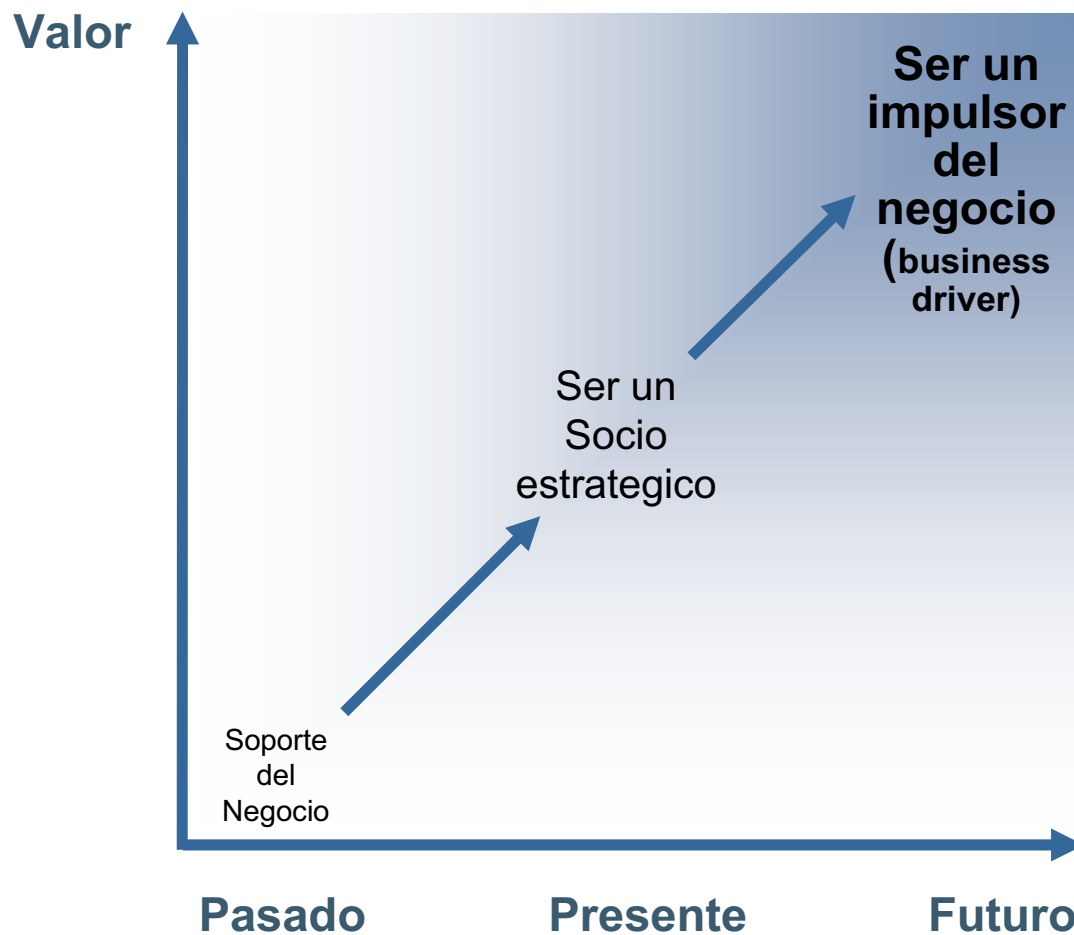 Valor
Ser un
impulsor
del
negocio
(business
driver)
Ser un
Socio
estrategico
Soporte
del
Negocio
Pasado
Presente
Futuro